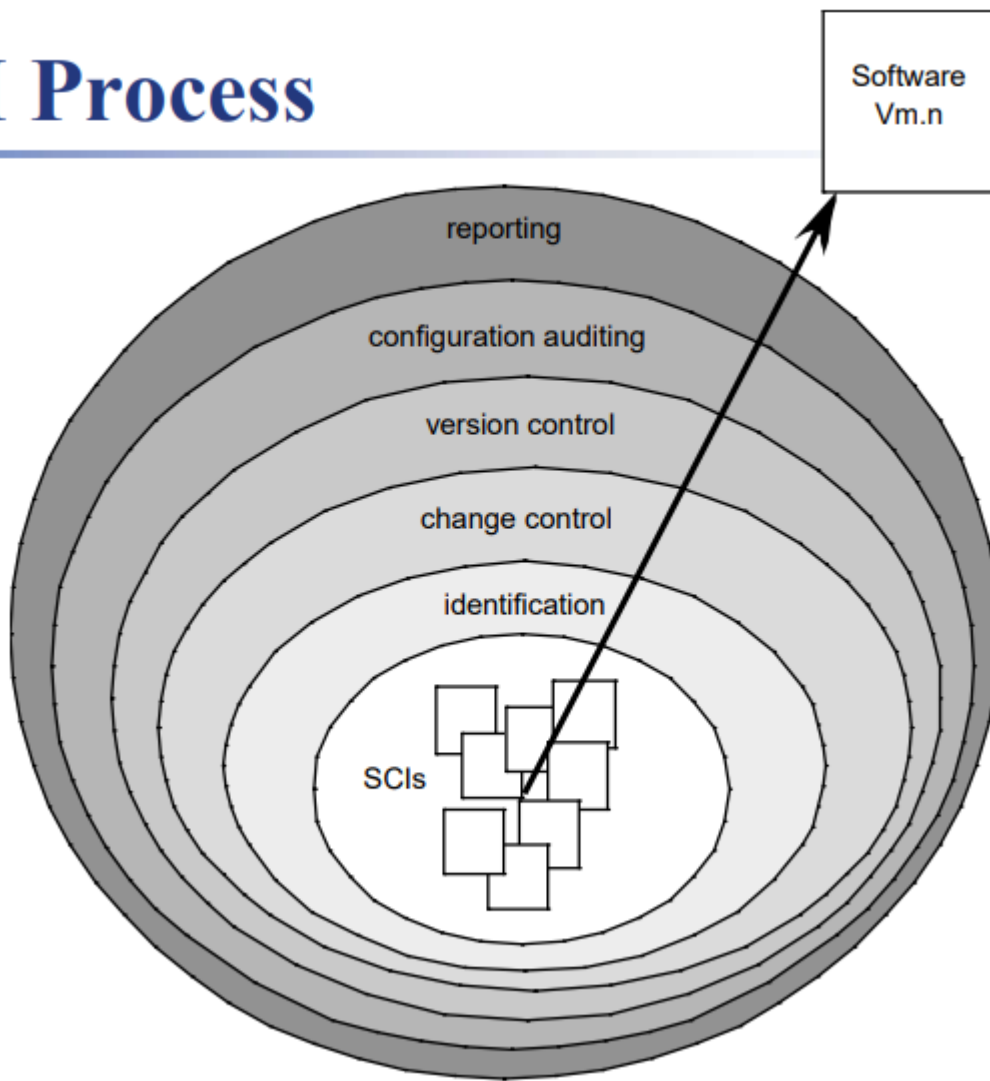 Process
Software
Vm.n
reporting
configuration auditing
version control
change control
identification
SCIs